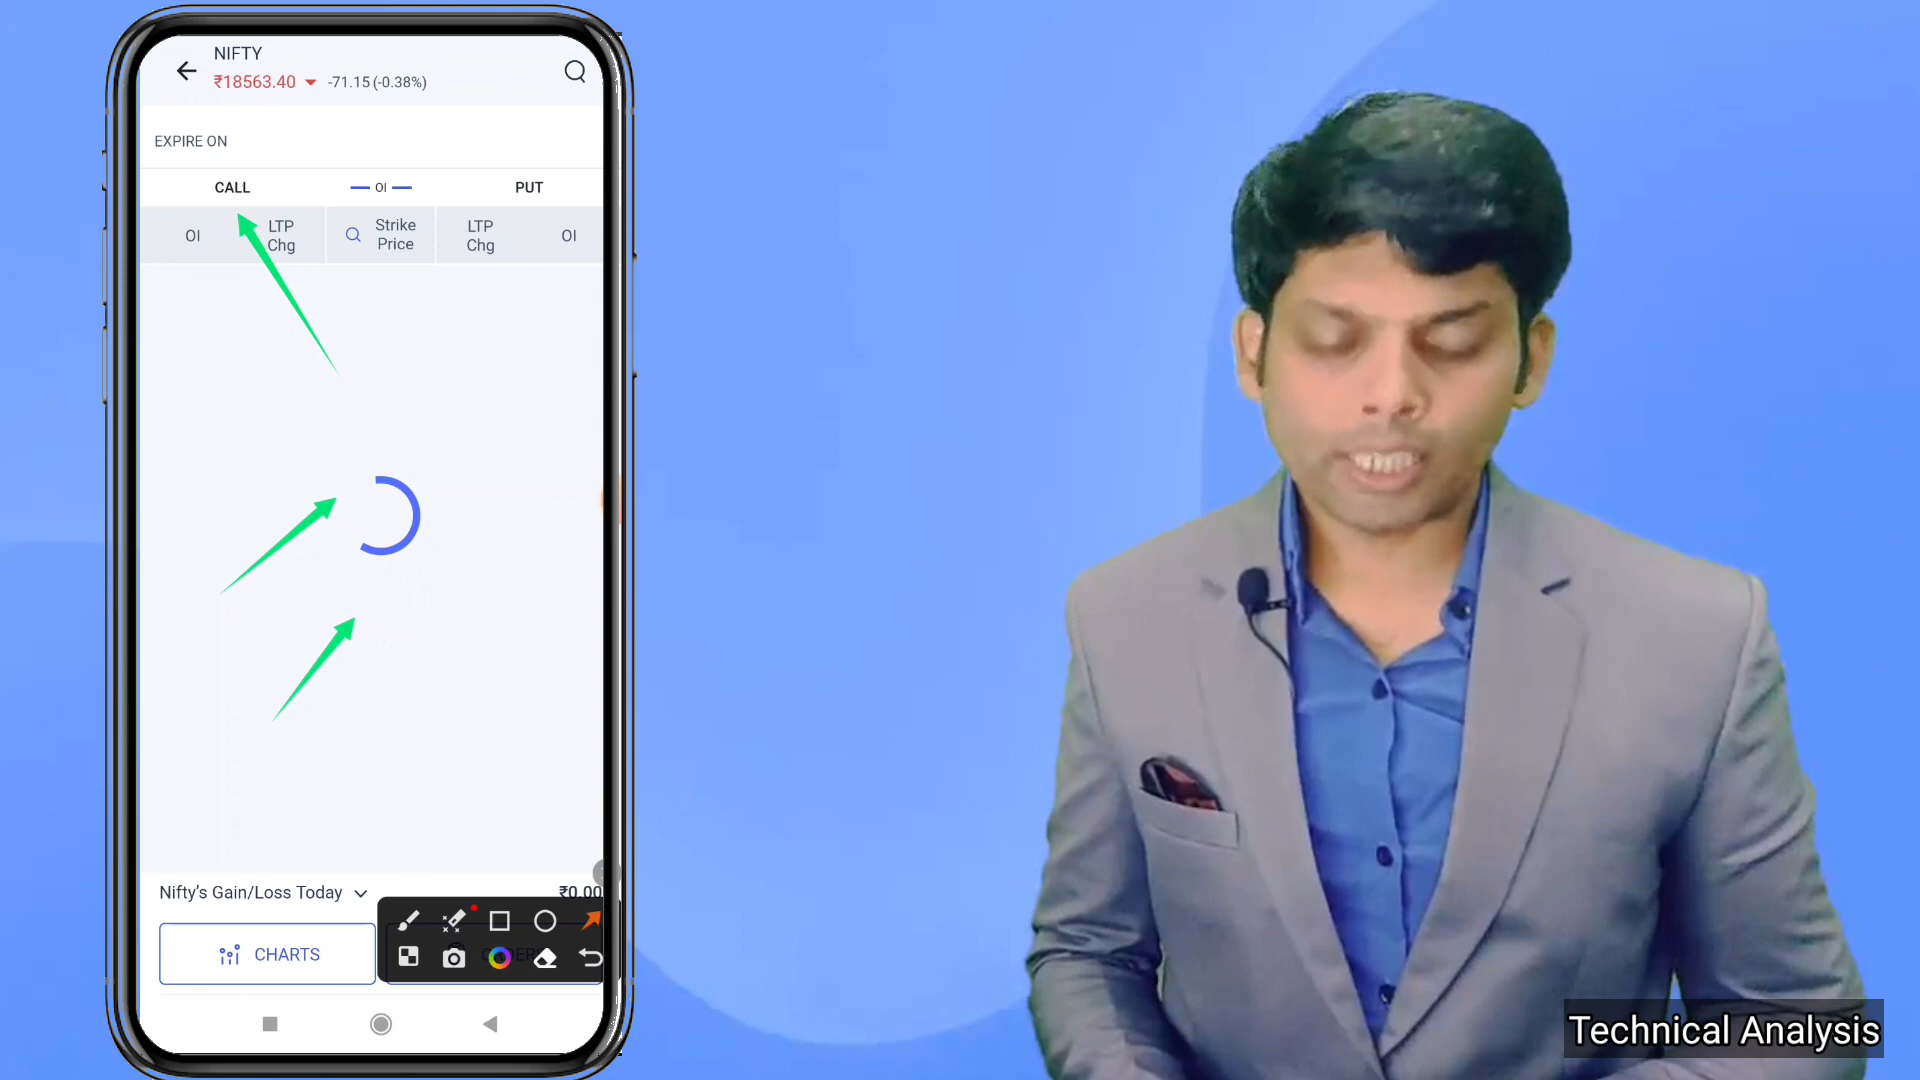 NIFTY
₹18563.40 -71.15 (-0.38%)
EXPIRE ON
CALL OI PUT
OI LTP Chg Strike Price LTP Chg OI
Nifty's Gain/Loss Today ₹0.00
CHARTS
Technical Analysis